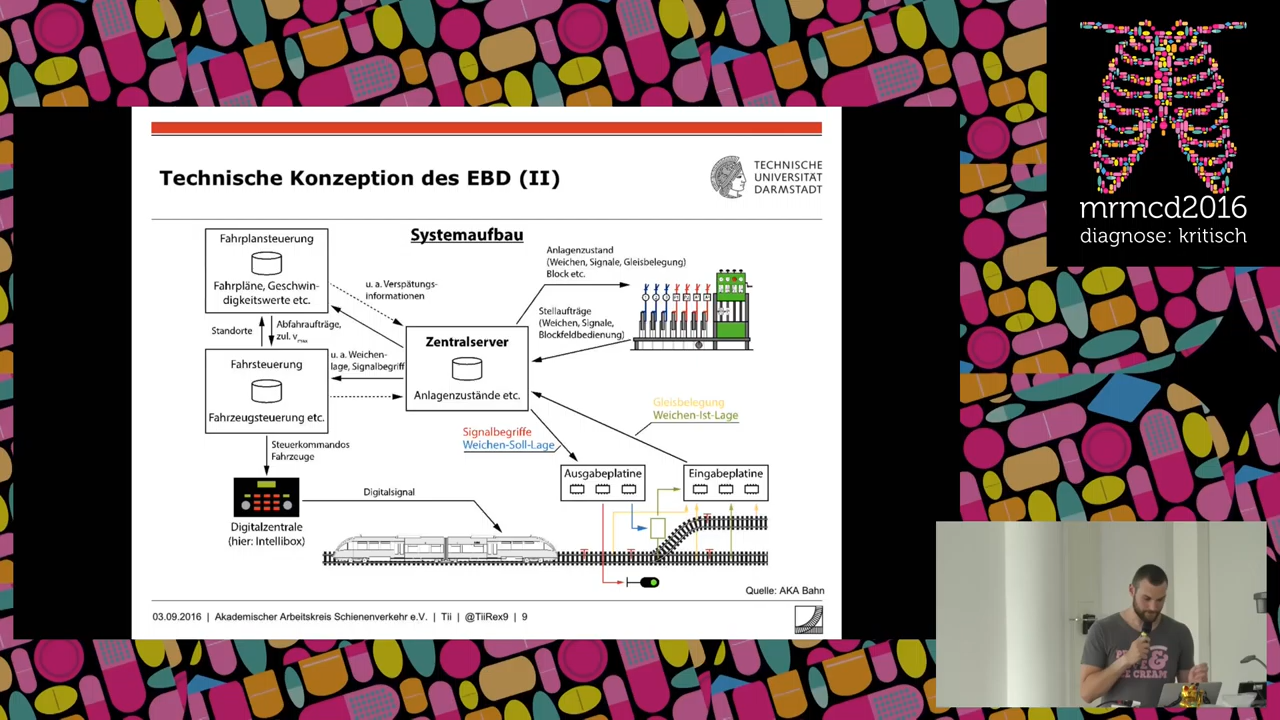 Technische Konzeption des EBD (II)
TECHNISCHE
UNIVERSITÄT
DARMSTADT
Systemaufbau
Fahrplansteuerung
Fahrpläne, Geschwin-
digkeitswerte etc.
u. a. Verspätungs-
informationen
Anlagenzustand
(Weichen, Signale, Gleisbelegung)
Block etc.
Stellaufträge
(Weichen, Signale,
Blockfeldbedienung)
Standorte
Abfahraufträge,
zul. vmax
Zentralserver
Anlagenzustände etc.
Fahrsteuerung
Fahrzeugsteuerung etc.
u. a. Weichen-
lage, Signalbegriff
Gleisbelegung
Weichen-Ist-Lage
Signalbegriffe
Weichen-Soll-Lage
Steuerkommandos
Fahrzeuge
Ausgabeplatine
Eingabeplatine
Digitalsignal
Digitalzentrale
(hier: Intellibox)
Quelle: AKA Bahn
03.09.2016 | Akademischer Arbeitskreis Schienenverkehr e.V. | Tii | @TiiRex9 | 9
mrmcd2016
diagnose: kritisch